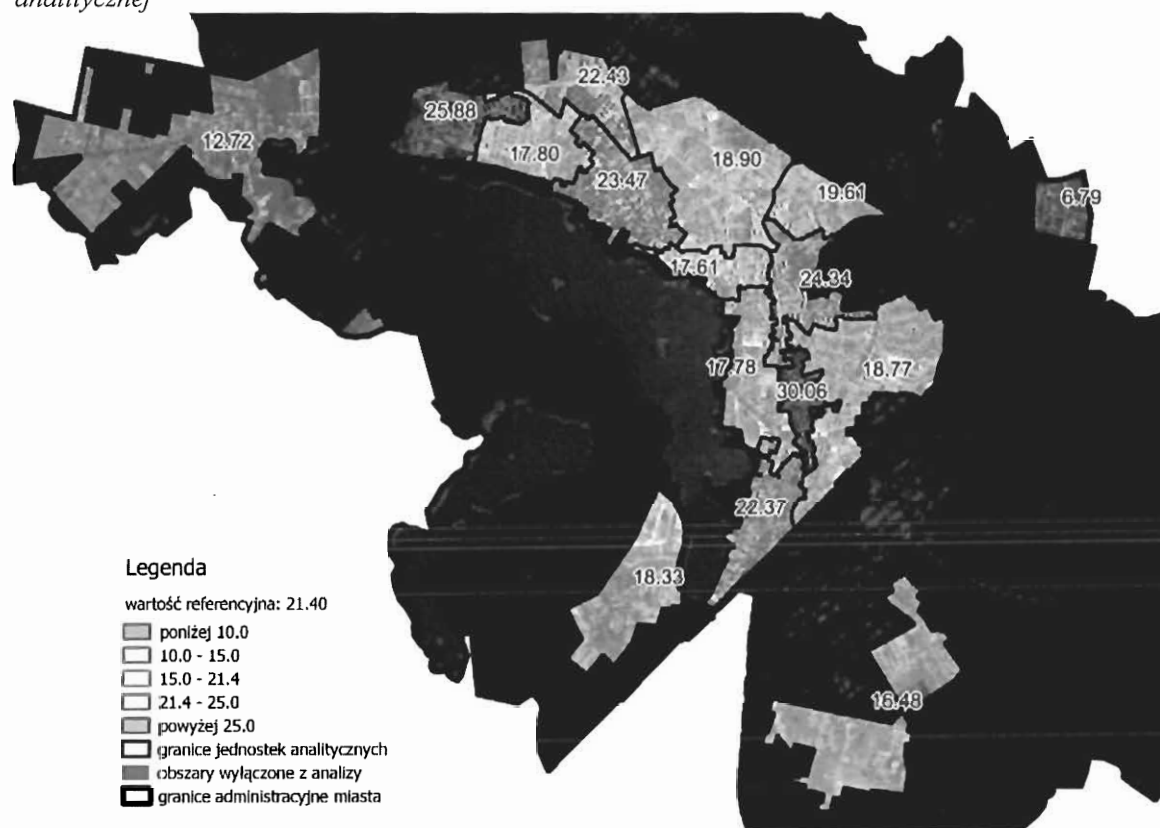 analitycznej
22.43
25.88
12.72
17.80
18.90
23.47
19.61
6.79
17.61
24.34
17.78
18.77
30.06
22.37
18.33
16.48
Legenda
wartość referencyjna: 21.40
poniżej 10.0
10.0 - 15.0
15.0 - 21.4
21.4 - 25.0
powyżej 25.0
granice jednostek analitycznych
obszary wyłączone z analizy
granice administracyjne miasta